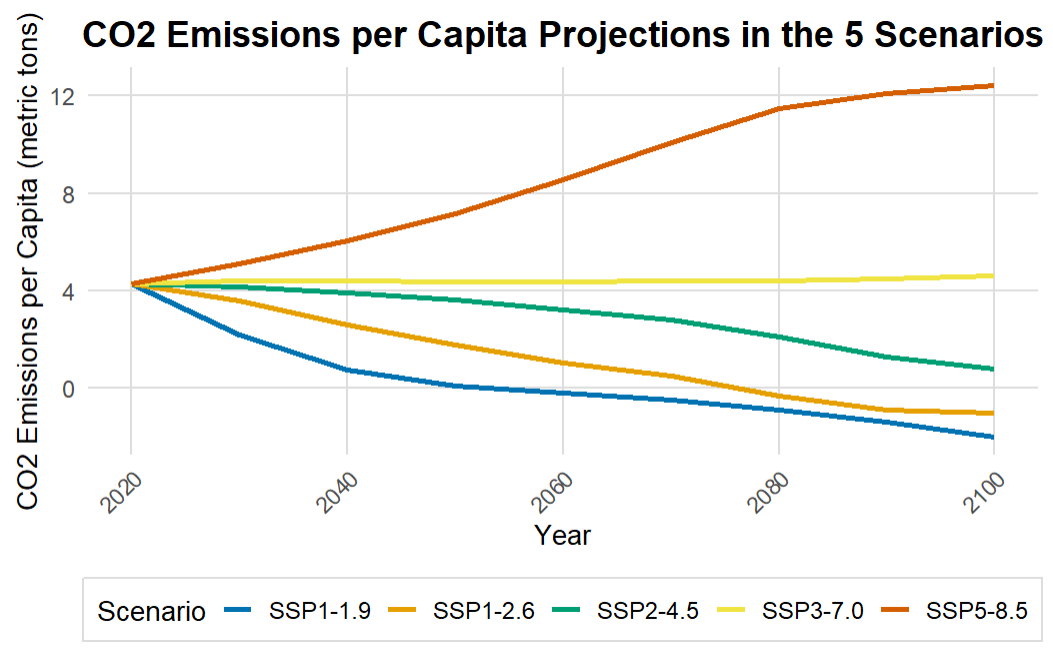 CO2 Emissions per Capita Projections in the 5 Scenarios
CO2 Emissions per Capita (metric tons)
12
8
4
0
2020 2040 2060 2080 2100
Year
Scenario SSP1-1.9 SSP1-2.6 SSP2-4.5 SSP3-7.0 SSP5-8.5